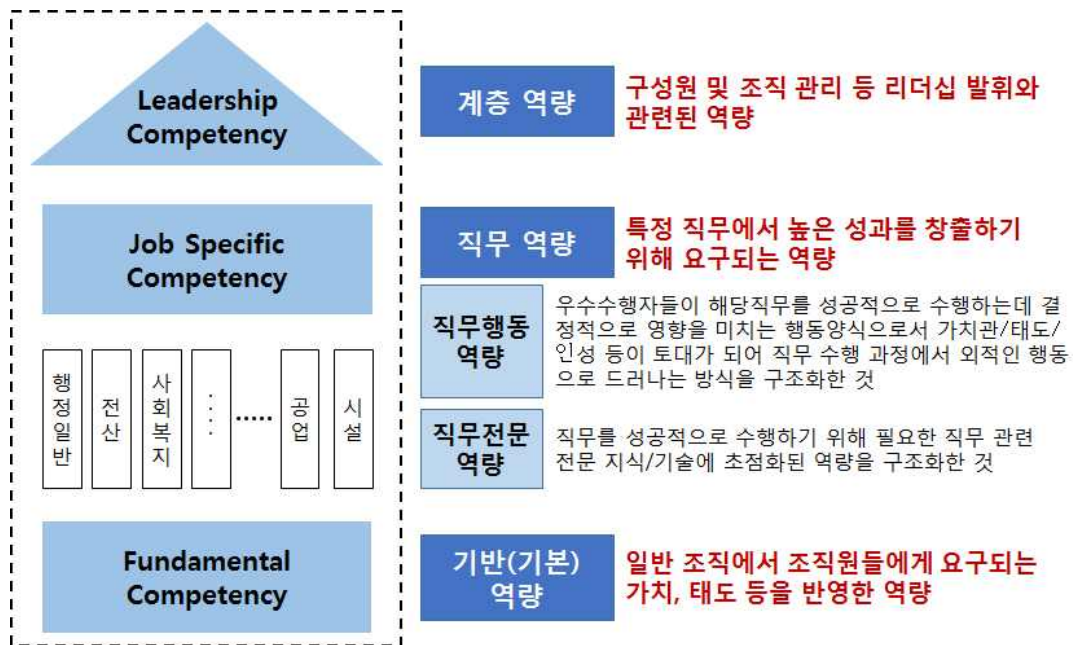 Leadership
Competency
계층 역량
구성원 및 조직 관리 등 리더십 발휘와
관련된 역량
Job Specific
Competency
직무 역량
특정 직무에서 높은 성과를 창출하기
위해 요구되는 역량
직무행동
역량
우수수행자들이 해당직무를 성공적으로 수행하는데 결
정적으로 영향을 미치는 행동양식으로서 가치관/태도/
인성 등이 토대가 되어 직무 수행 과정에서 외적인 행동
으로 드러나는 방식을 구조화한 것
행정일반
전산
사회복지
....
.....
공업
시설
직무전문
역량
직무를 성공적으로 수행하기 위해 필요한 직무 관련
전문 지식/기술에 초점화된 역량을 구조화한 것
Fundamental
Competency
기반(기본)
역량
일반 조직에서 조직원들에게 요구되는
가치, 태도 등을 반영한 역량